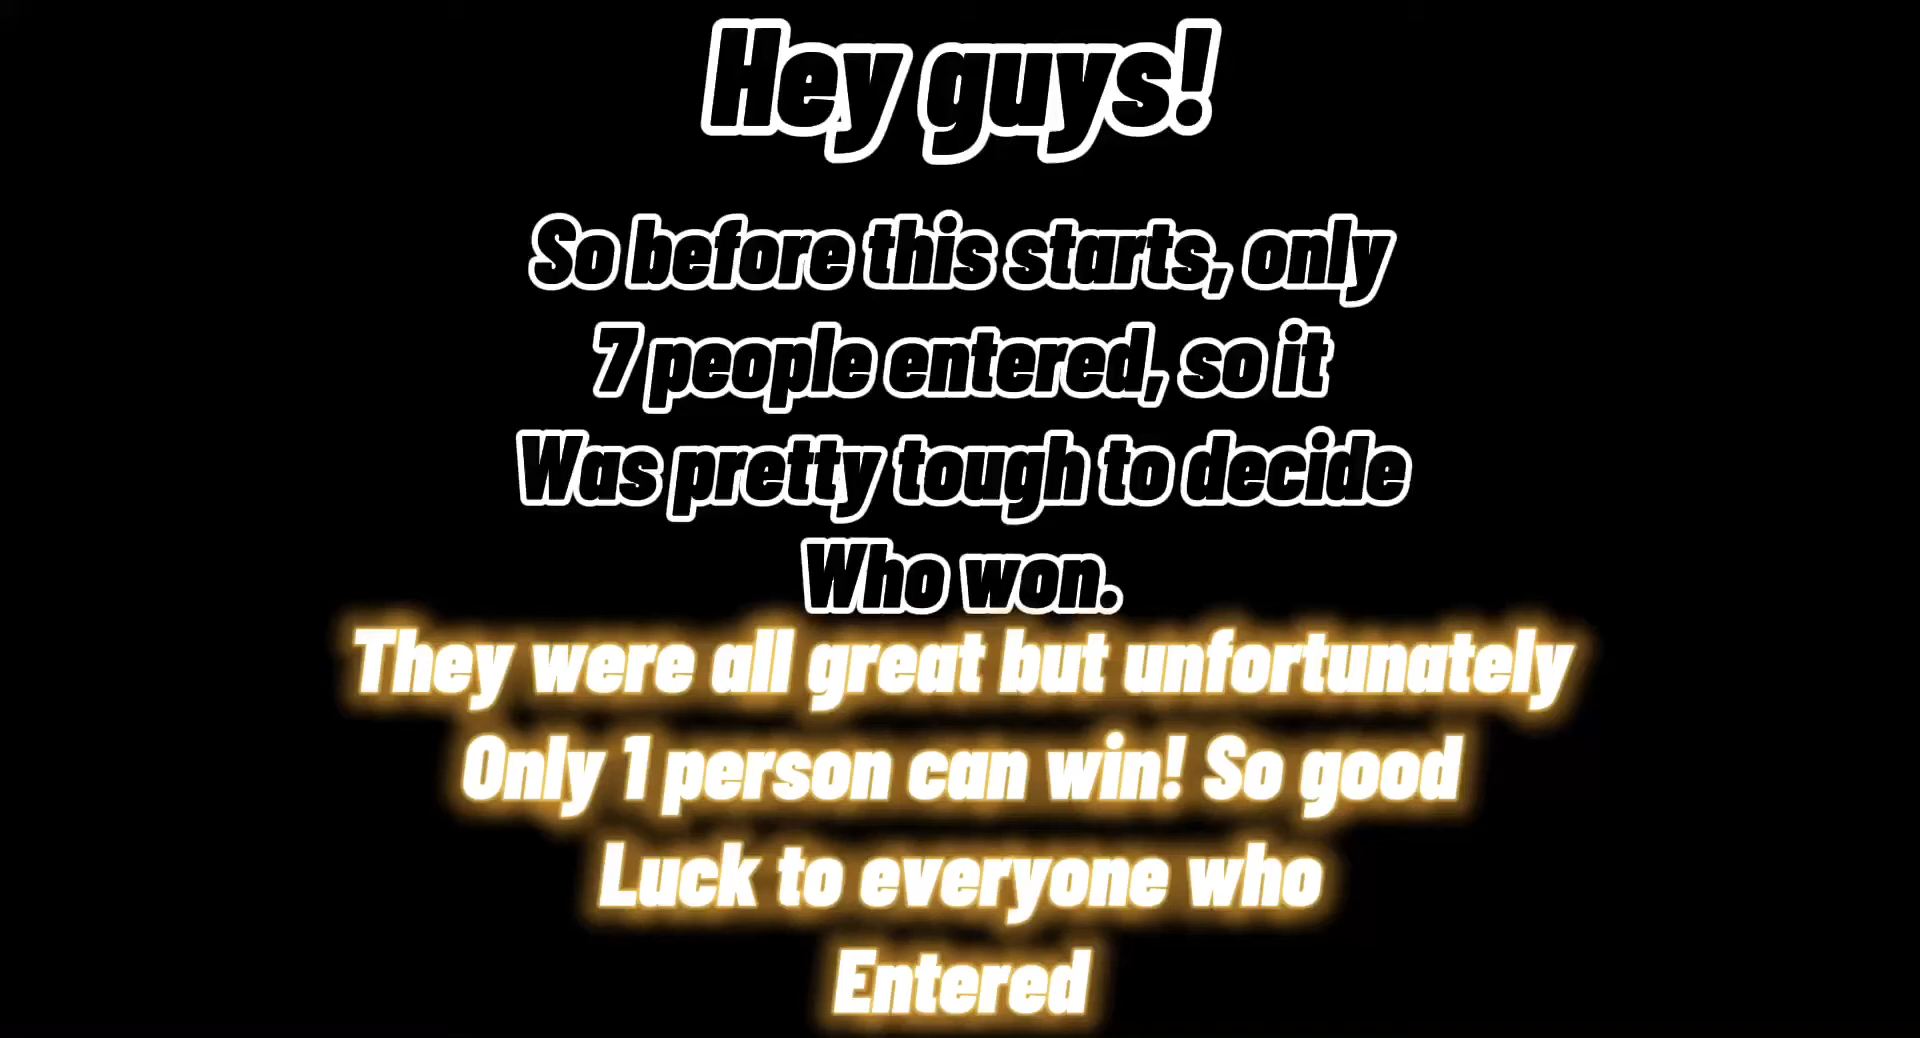 Hey guys!
So before this starts, only
7 people entered, so it
Was pretty tough to decide
Who won.
They were all great but unfortunately
Only 1 person can win! So good
Luck to everyone who
Entered